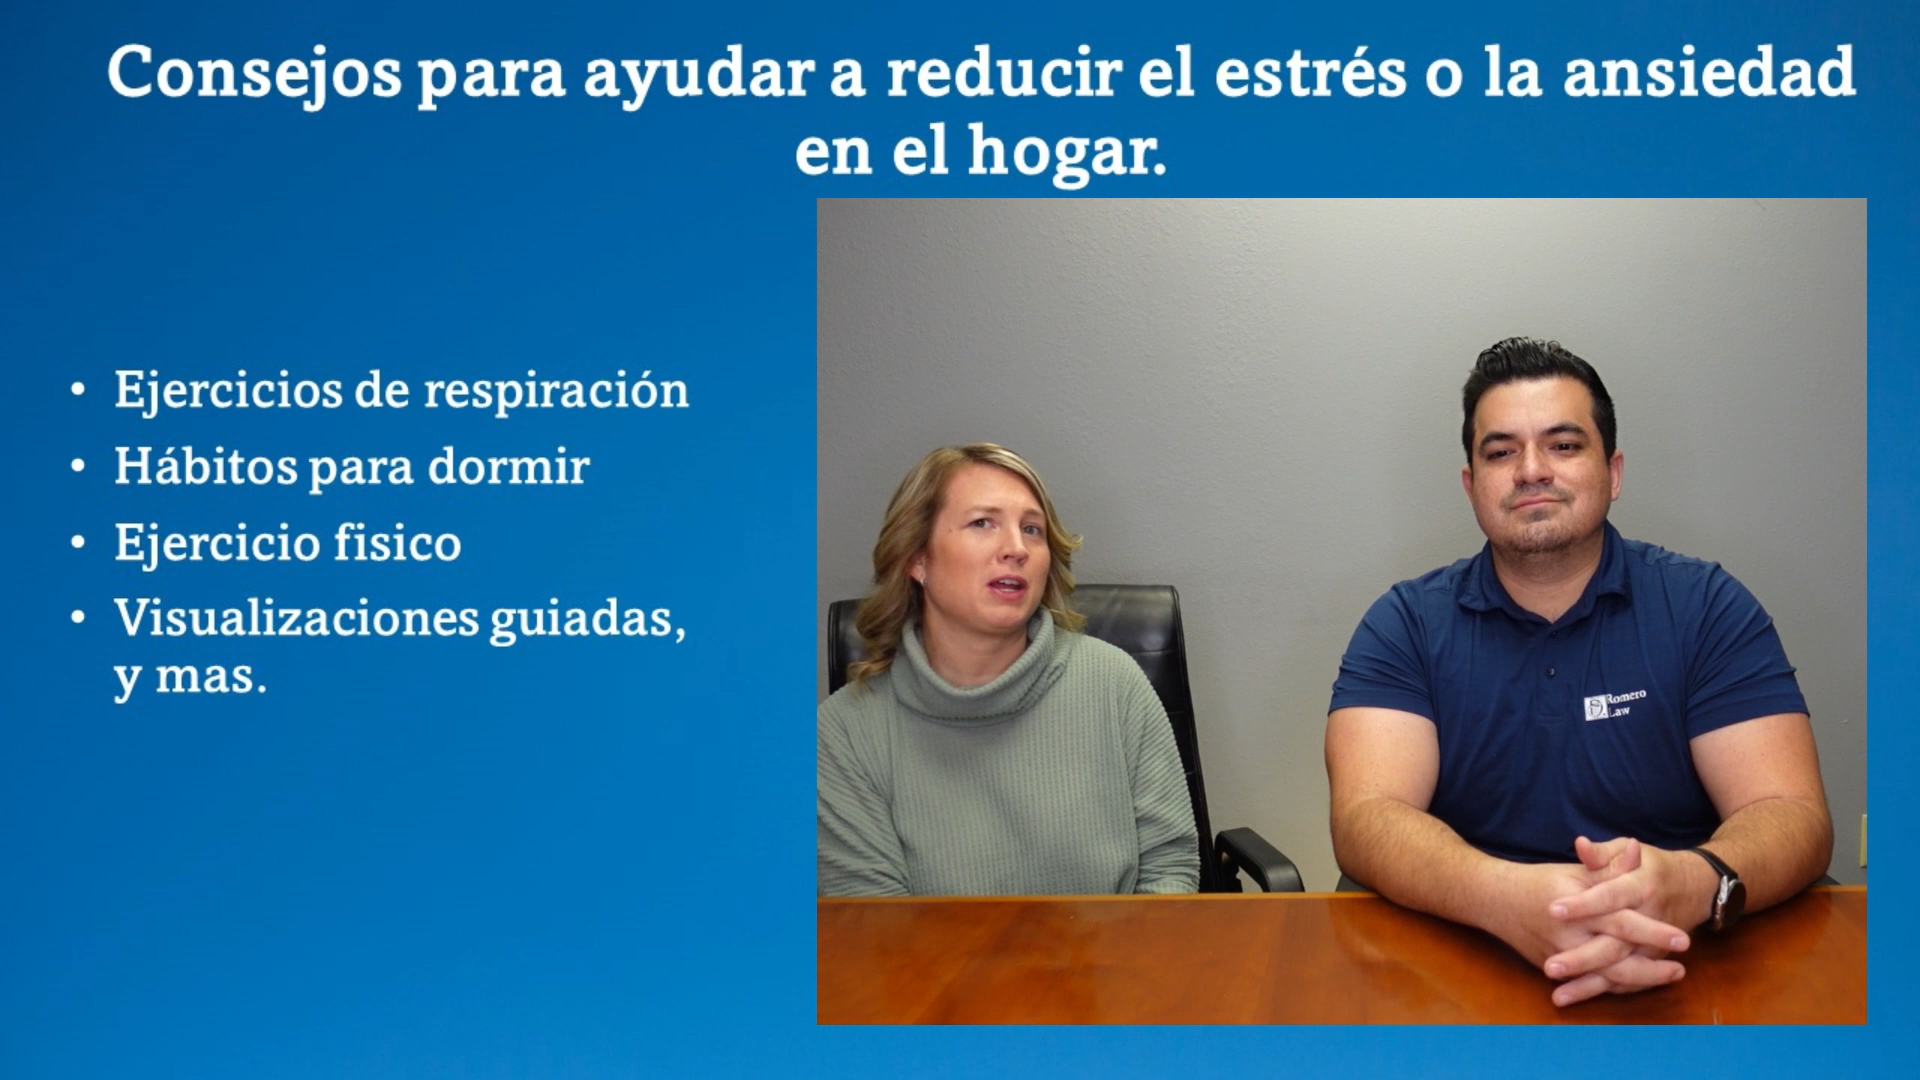 Consejos para ayudar a reducir el estrés o la ansiedad
en el hogar.
• Ejercicios de respiración
• Hábitos para dormir
• Ejercicio fisico
• Visualizaciones guiadas,
y mas.
Romero
Law